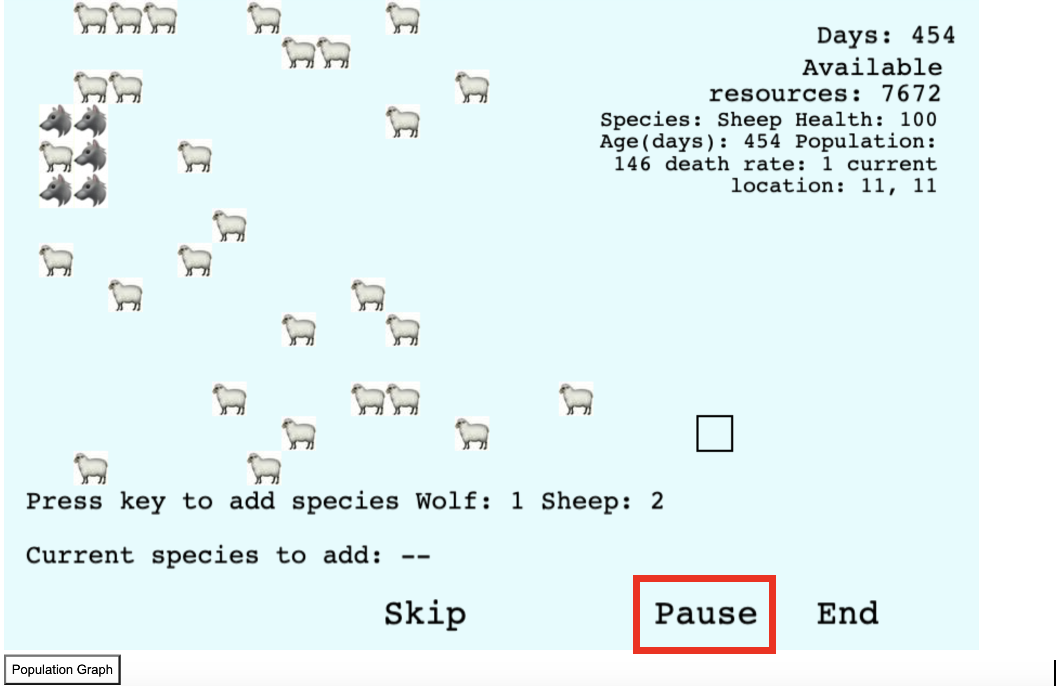 Days: 454
Available
resources: 7672
Species: Sheep Health: 100
Age(days): 454 Population:
146 death rate: 1 current
location: 11, 11
Press key to add species Wolf: 1 Sheep: 2
Current species to add: --
Skip Pause End
Population Graph